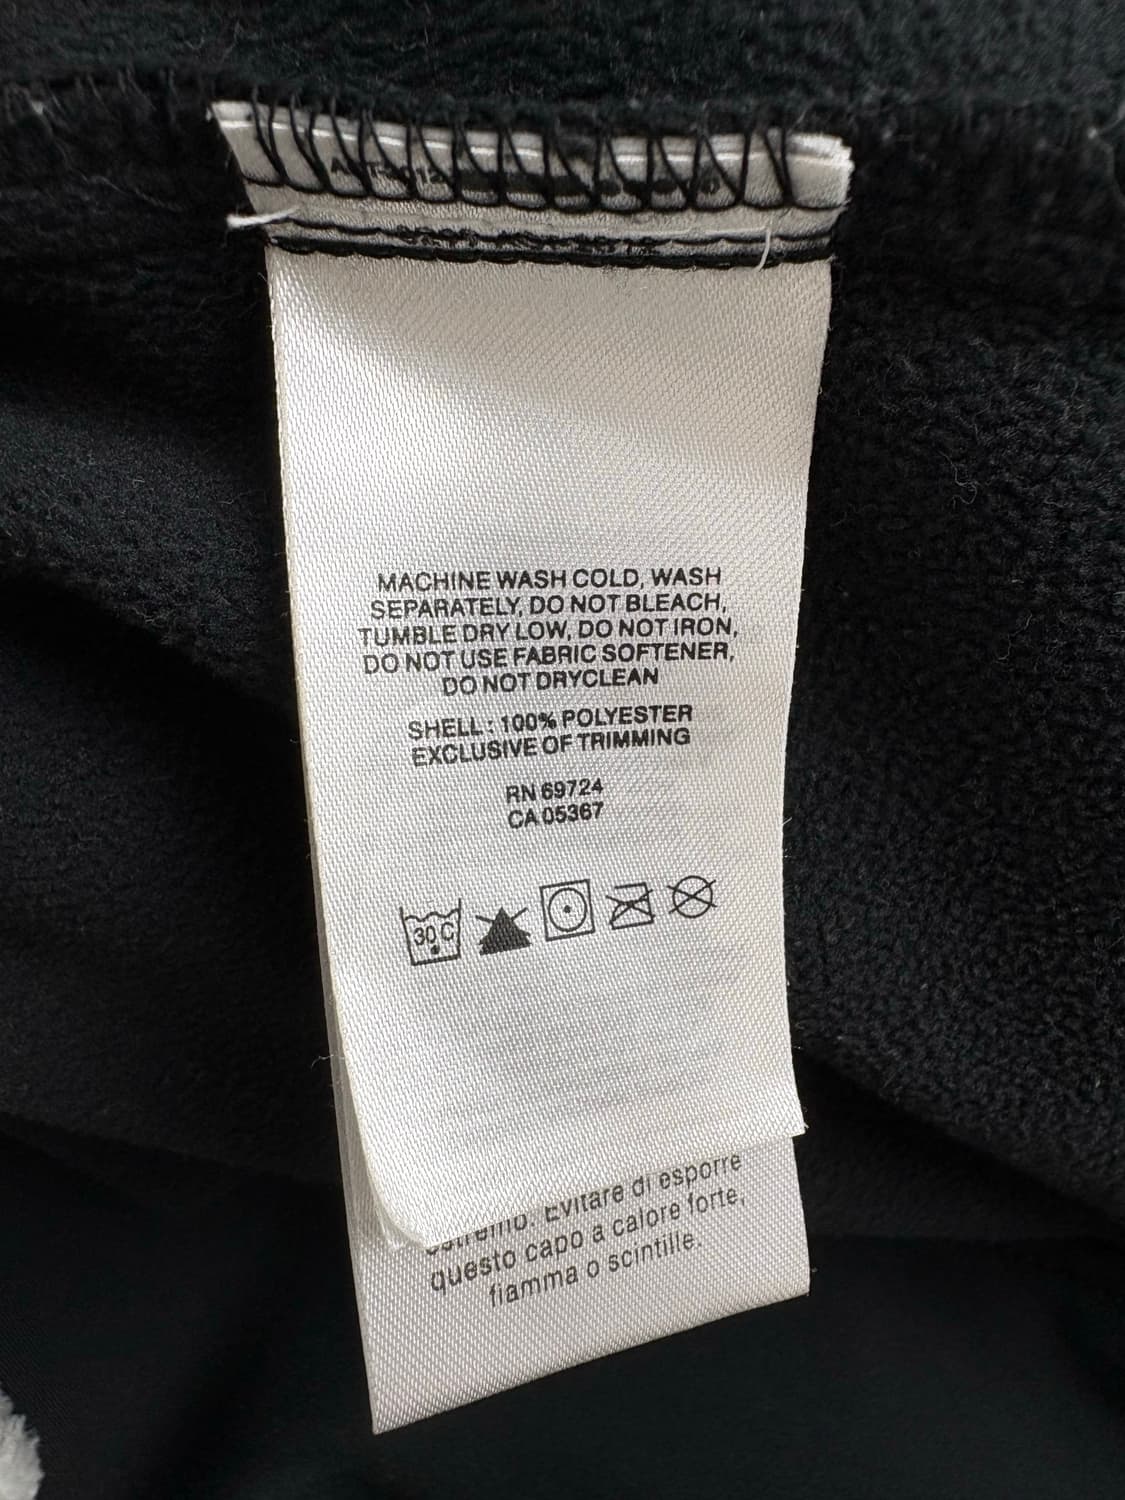 MACHINE WASH COLD, WASH
SEPARATELY, DO NOT BLEACH,
TUMBLE DRY LOW, DO NOT IRON,
DO NOT USE FABRIC SOFTENER,
DO NOT DRYCLEAN
SHELL : 100% POLYESTER
EXCLUSIVE OF TRIMMING
RN 69724
CA 05367
30 C
Evitare di esporre
questo capo a calore forte,
fiamma o scintille.